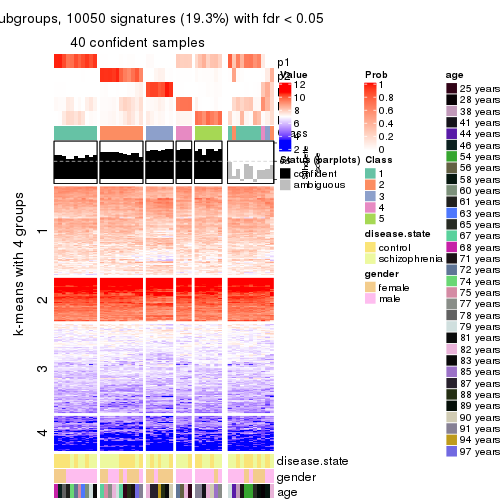 ubgroups, 10050 signatures (19.3%) with fdr < 0.05
40 confident samples
p1
p2
Value
12
10
8
6
4
2
Status (barplots)
confident
ambiguous
Prob
1
0.8
0.6
0.4
0.2
0
Class
1
2
3
4
5
disease.state
control
schizophrenia
gender
female
male
age
25 years
28 years
38 years
41 years
44 years
46 years
54 years
56 years
58 years
60 years
61 years
63 years
65 years
67 years
68 years
71 years
72 years
74 years
75 years
77 years
78 years
79 years
81 years
82 years
83 years
85 years
87 years
88 years
89 years
90 years
91 years
94 years
97 years
k-means with 4 groups
1
2
3
4
disease.state
gender
age